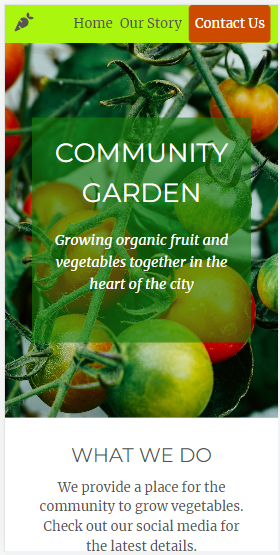 Home Our Story Contact Us
COMMUNITY
GARDEN
Growing organic fruit and
vegetables together in the
heart of the city
WHAT WE DO
We provide a place for the
community to grow vegetables.
Check out our social media for
the latest details.